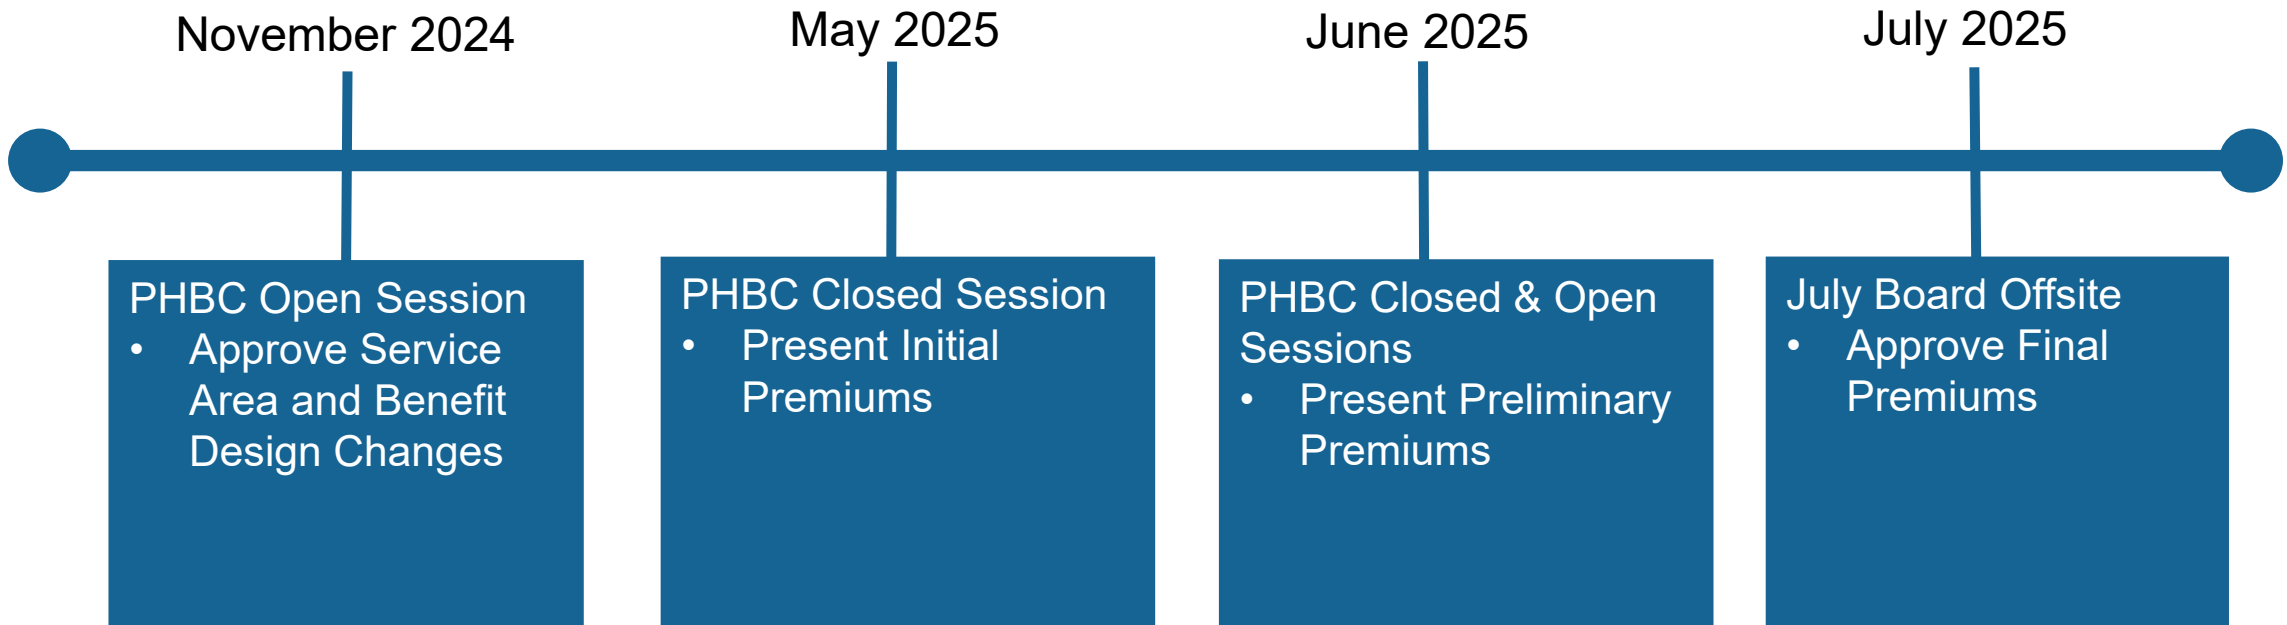 November 2024
May 2025
June 2025
July 2025
PHBC Open Session
• Approve Service
Area and Benefit
Design Changes
PHBC Closed Session
• Present Initial
Premiums
PHBC Closed & Open
Sessions
• Present Preliminary
Premiums
July Board Offsite
• Approve Final
Premiums